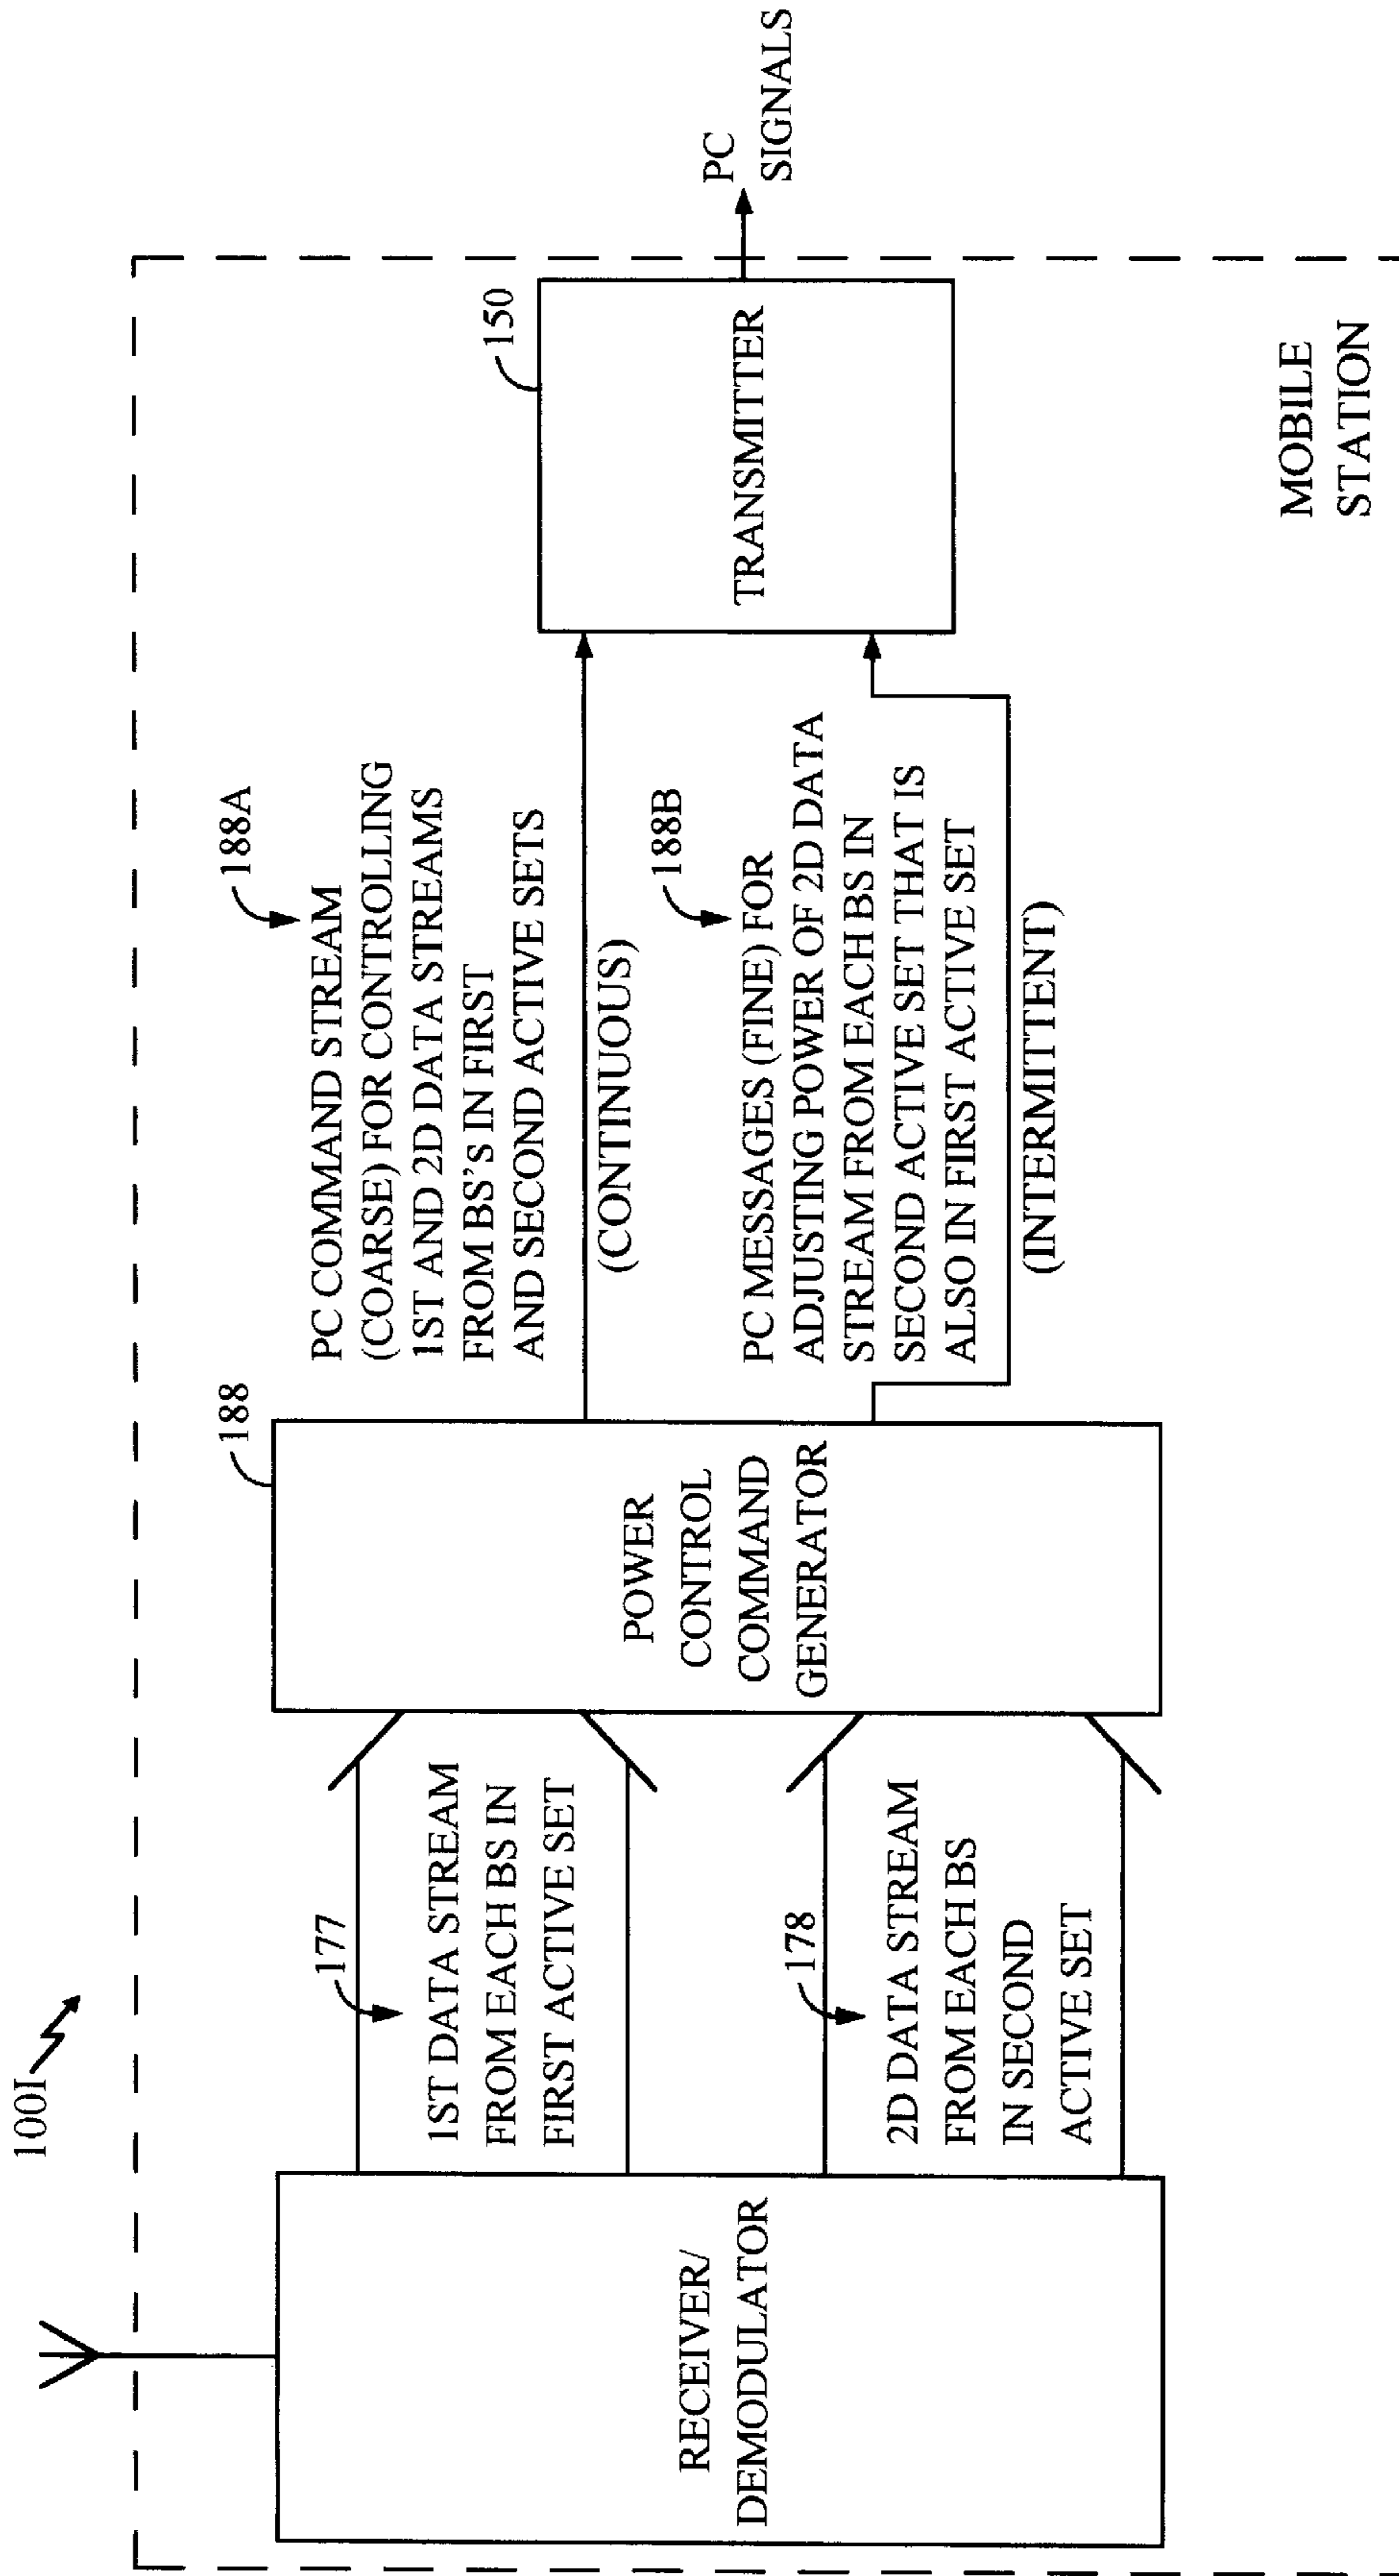 100I
RECEIVER/
DEMODULATOR
177
1ST DATA STREAM
FROM EACH BS IN
FIRST ACTIVE SET
178
2D DATA STREAM
FROM EACH BS
IN SECOND
ACTIVE SET
188
POWER
CONTROL
COMMAND
GENERATOR
188A
PC COMMAND STREAM
(COARSE) FOR CONTROLLING
1ST AND 2D DATA STREAMS
FROM BS's IN FIRST
AND SECOND ACTIVE SETS
(CONTINUOUS)
188B
PC MESSAGES (FINE) FOR
ADJUSTING POWER OF 2D DATA
STREAM FROM EACH BS IN
SECOND ACTIVE SET THAT IS
ALSO IN FIRST ACTIVE SET
(INTERMITTENT)
150
TRANSMITTER
PC
SIGNALS
MOBILE
STATION